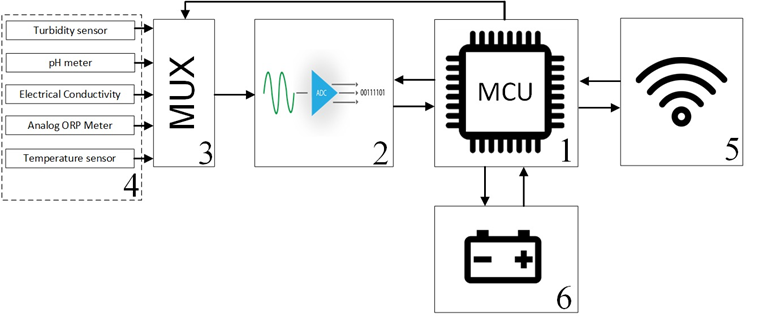 Turbidity sensor
pH meter
Electrical Conductivity
Analog ORP Meter
Temperature sensor
4
MUX
3
ADC
00111101
2
MCU
1
5
6